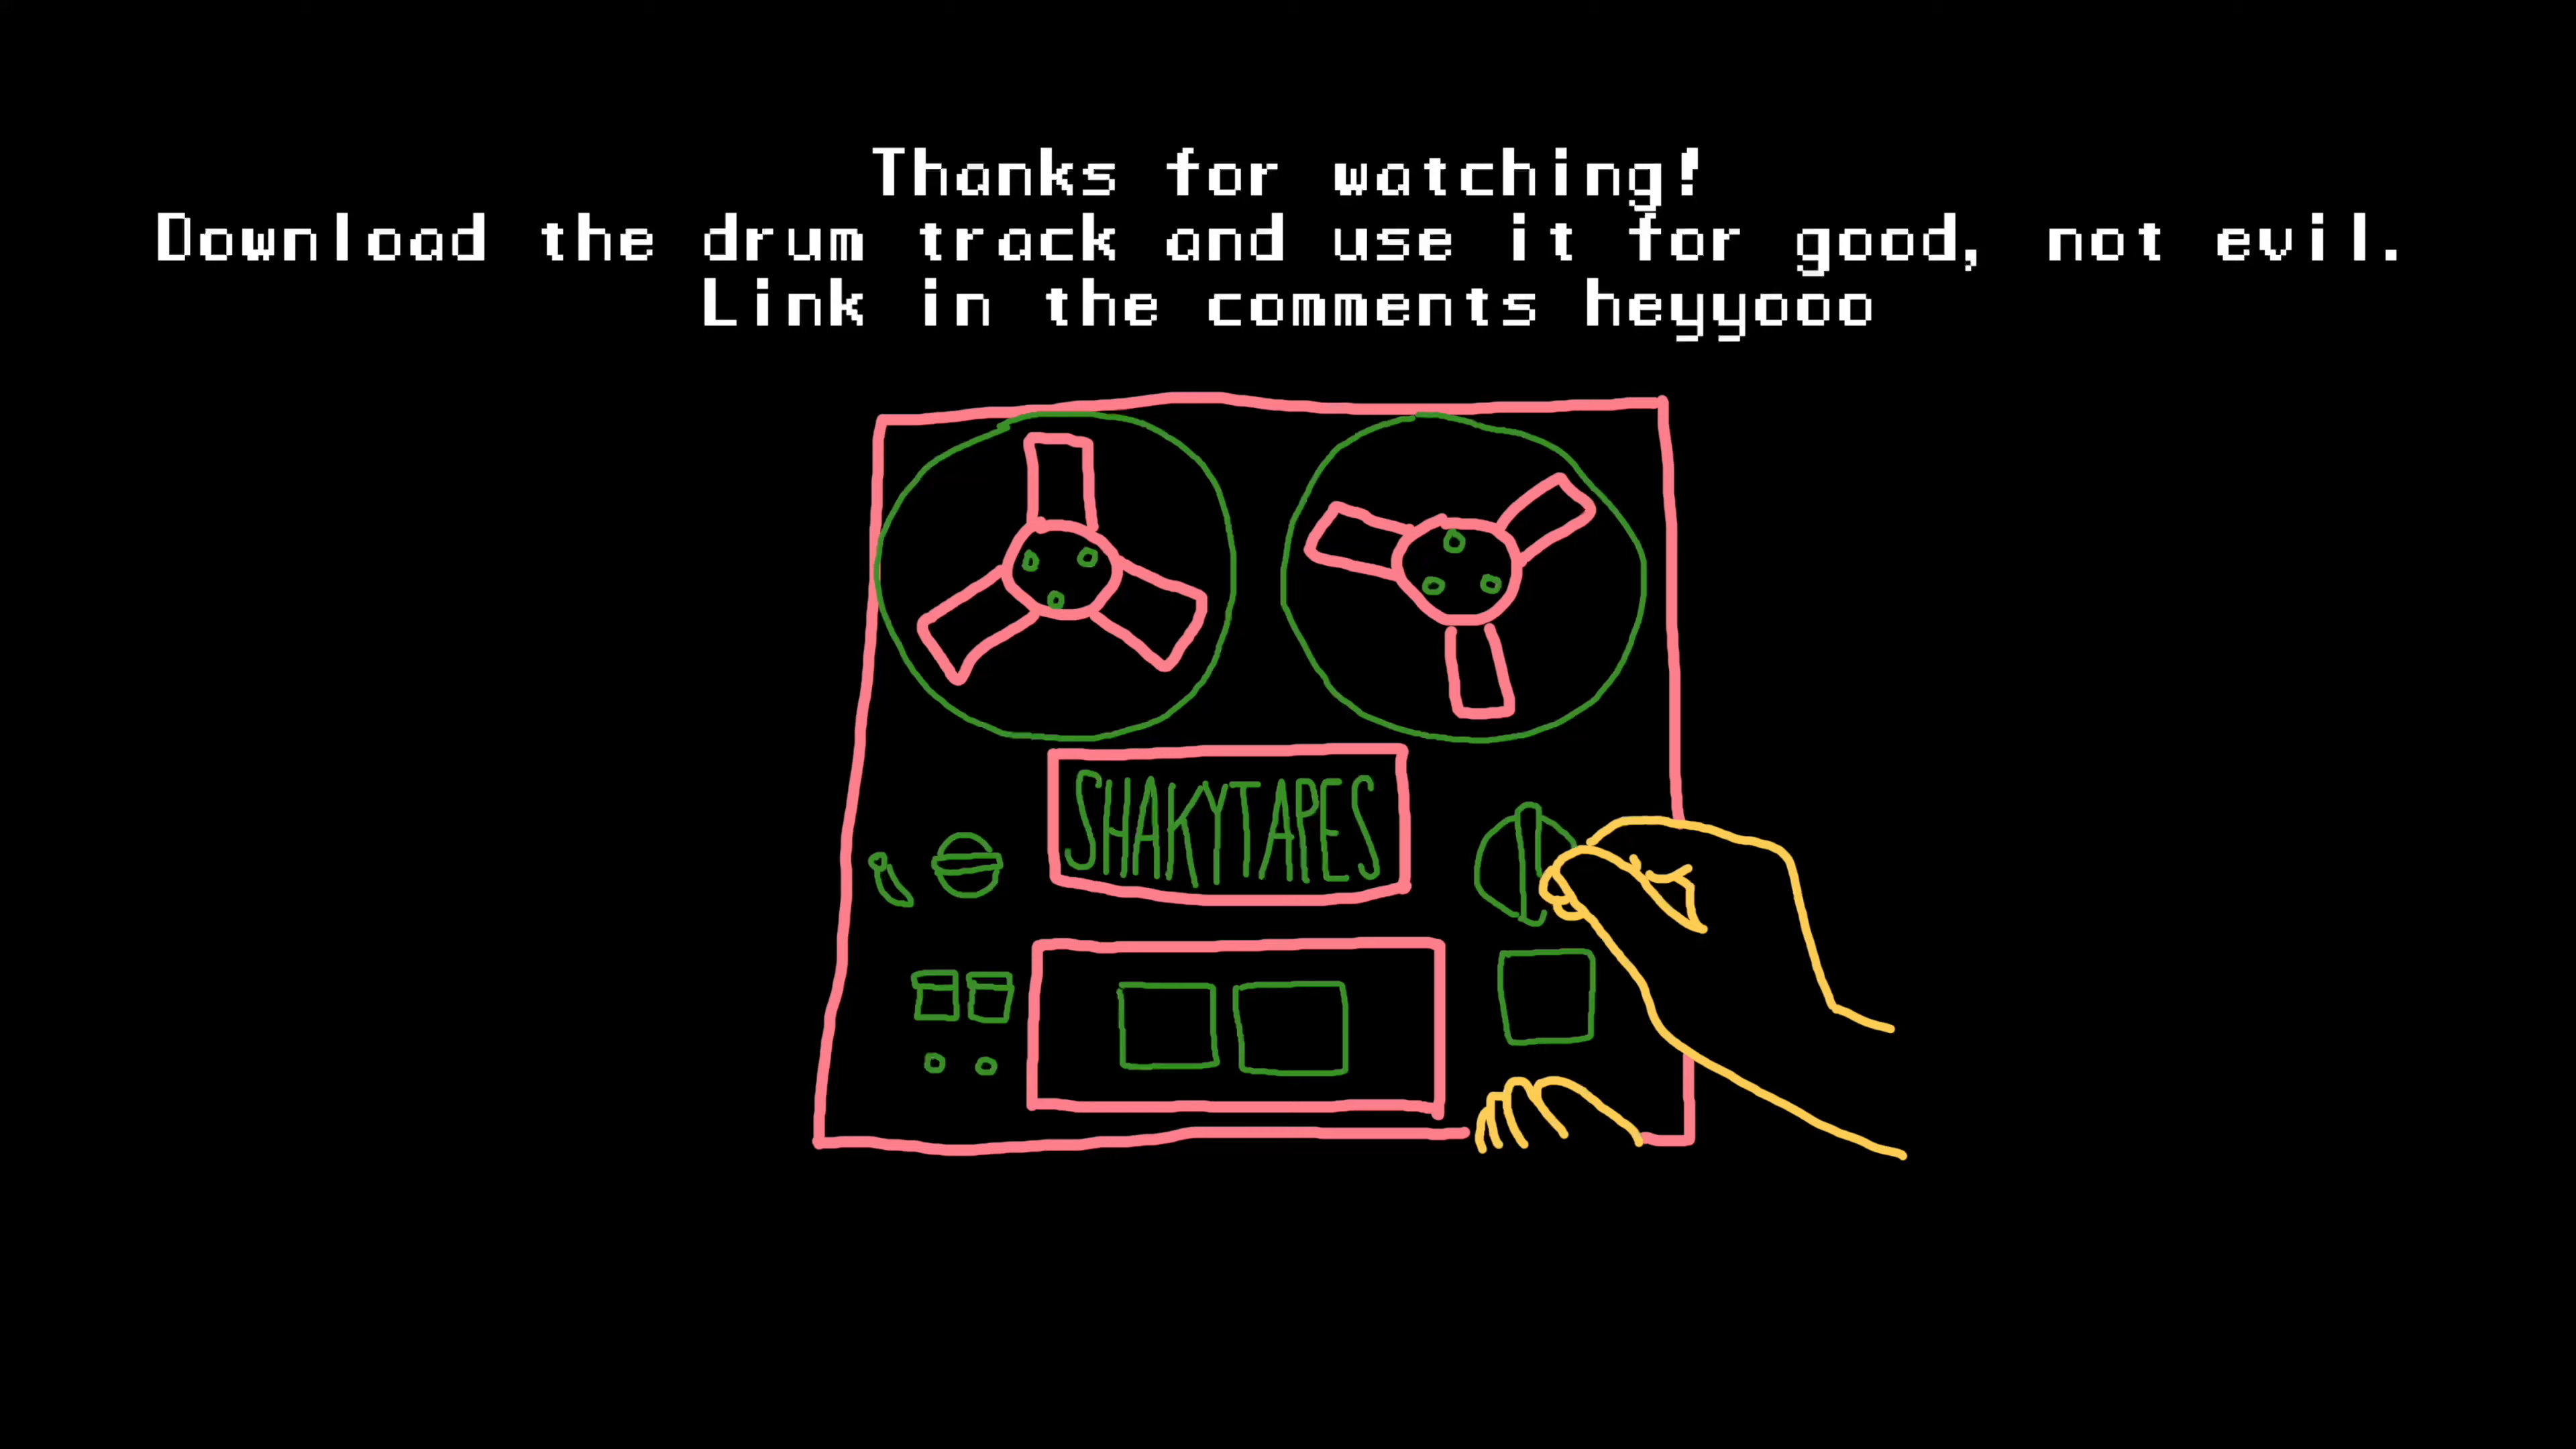 Thanks for watching!
Download the drum track and use it for good, not evil.
Link in the comments heyyooo
SHAKYTAPES